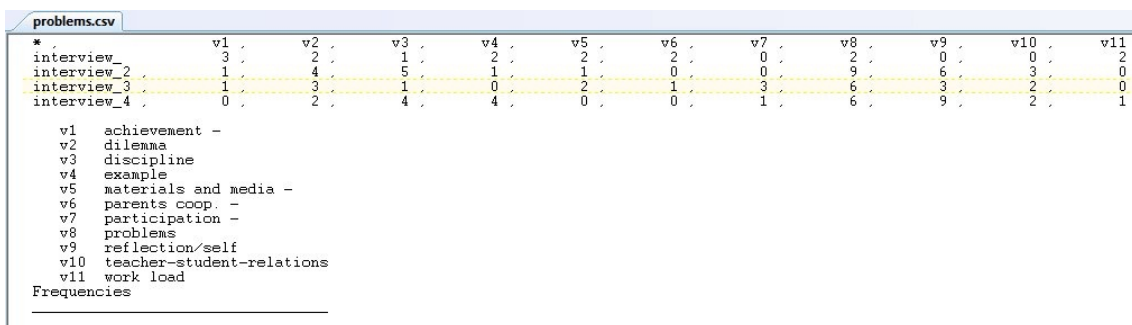 problems.csv
* , v1 , v2 , v3 , v4 , v5 , v6 , v7 , v8 , v9 , v10 , v11
interview_ 3 , 2 , 1 , 2 , 2 , 2 , 0 , 2 , 0 , 0 , 2
interview_2 , 1 , 4 , 5 , 1 , 1 , 0 , 0 , 9 , 6 , 3 , 0
interview_3 , 1 , 3 , 1 , 0 , 2 , 1 , 3 , 6 , 3 , 2 , 0
interview_4 , 0 , 2 , 4 , 4 , 0 , 0 , 1 , 6 , 9 , 2 , 1
v1 achievement -
v2 dilemma
v3 discipline
v4 example
v5 materials and media -
v6 parents coop. -
v7 participation -
v8 problems
v9 reflection/self
v10 teacher-student-relations
v11 work load
Frequencies